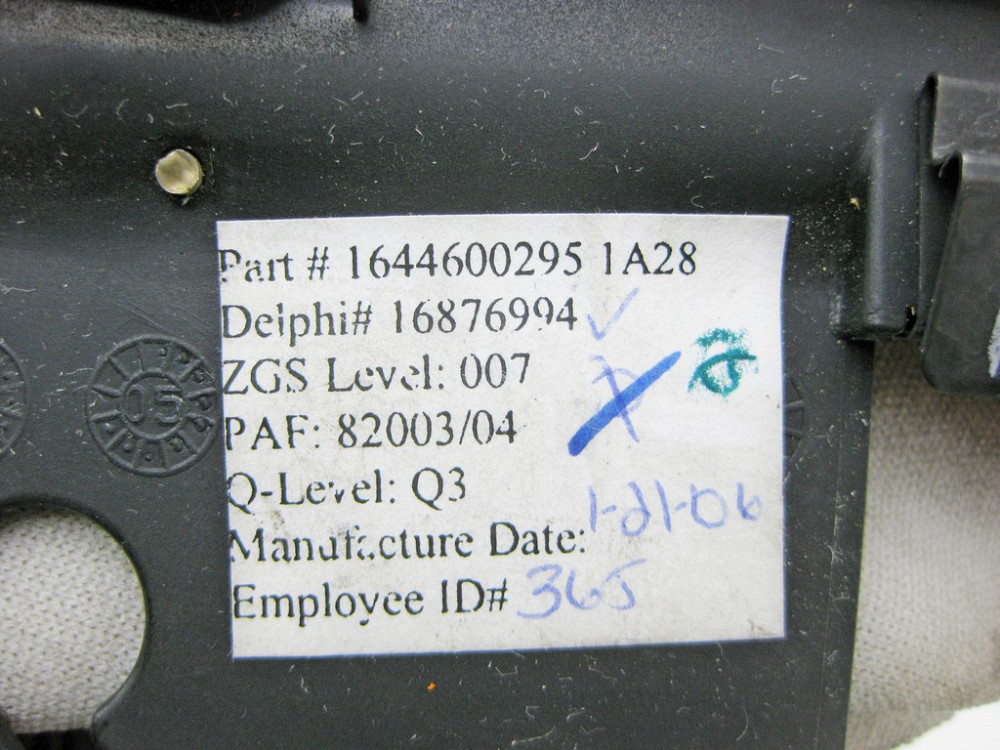 Part # 1644600295 1A28
Delphi# 16876994
ZGS Level: 007
PAF: 82003/04
Q-Level: Q3
Manufacture Date: 1-21-06
Employee ID# 365
05